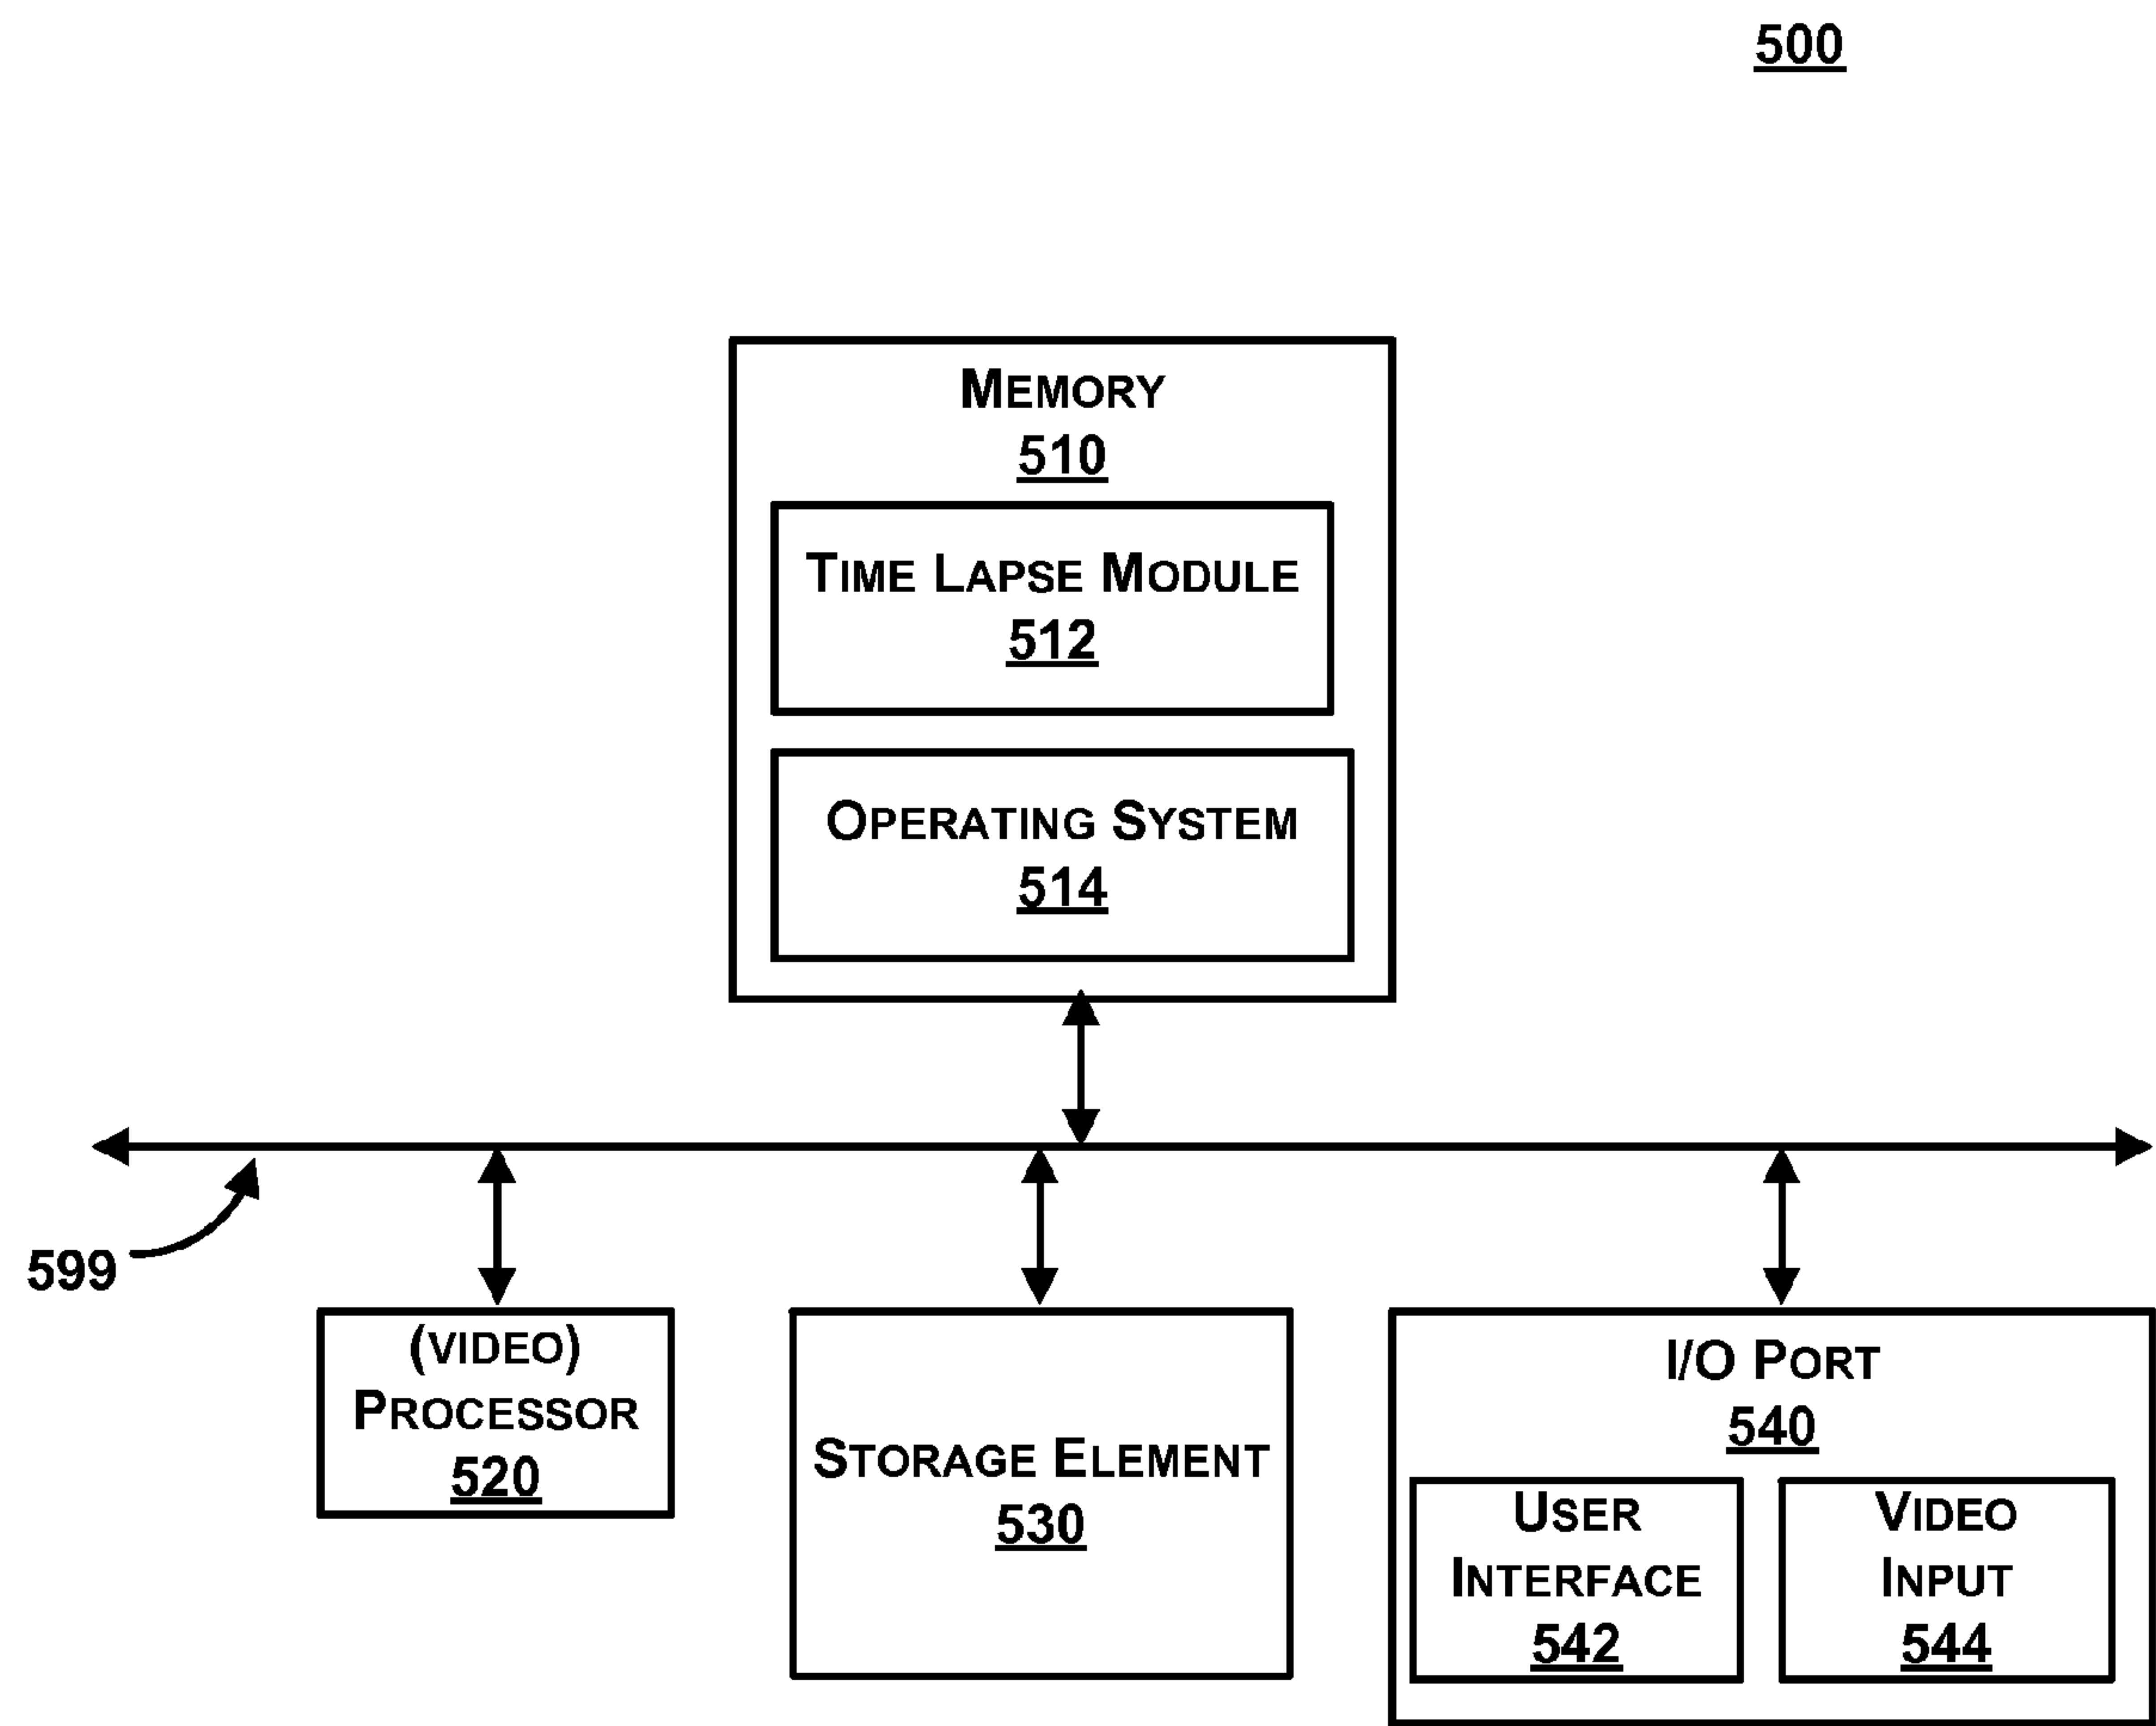 500
MEMORY
510
TIME LAPSE MODULE
512
OPERATING SYSTEM
514
599
(VIDEO)
PROCESSOR
520
STORAGE ELEMENT
530
I/O PORT
540
USER
INTERFACE
542
VIDEO
INPUT
544